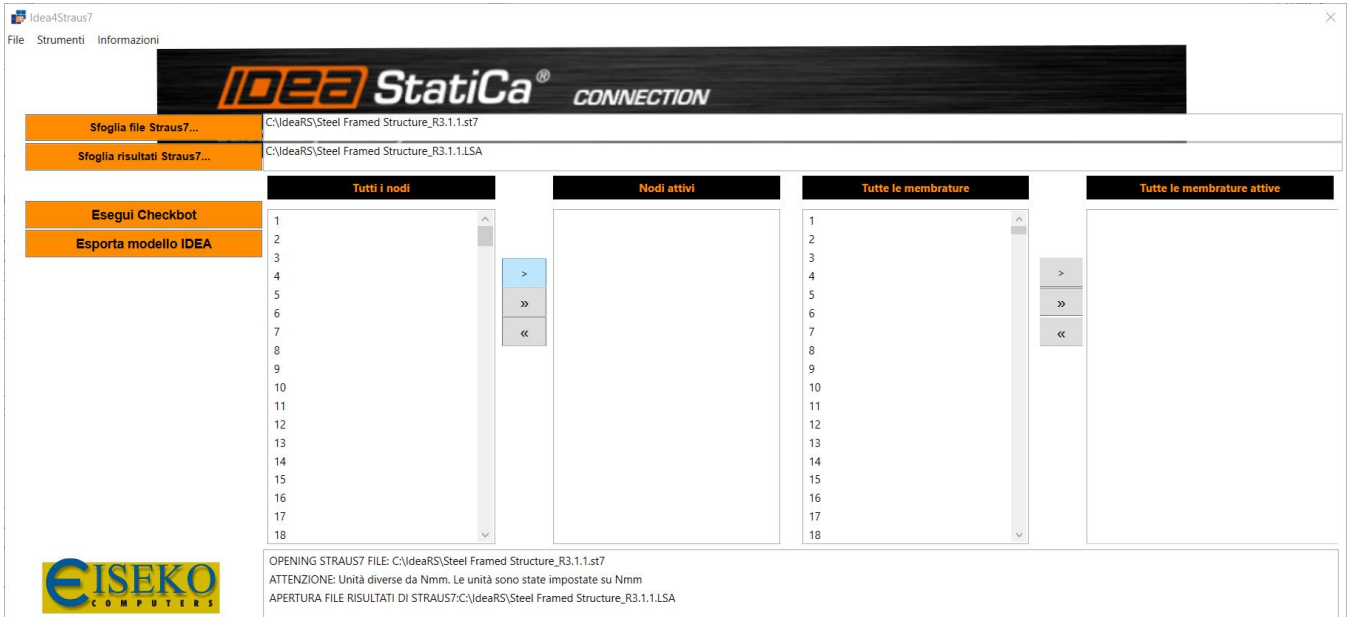 Idea4Straus7
File Strumenti Informazioni
IDEA StatiCa® CONNECTION
Sfoglia file Straus7...
C:\IdeaRS\Steel Framed Structure_R3.1.1.st7
Sfoglia risultati Straus7...
C:\IdeaRS\Steel Framed Structure_R3.1.1.LSA
Tutti i nodi
Nodi attivi
Tutte le membrature
Tutte le membrature attive
Esegui Checkbot
Esporta modello IDEA
1
2
3
4
5
6
7
8
9
10
11
12
13
14
15
16
17
18
>
»
«
1
2
3
4
5
6
7
8
9
10
11
12
13
14
15
16
17
18
>
»
«
EISEKO
COMPUTERS
OPENING STRAUS7 FILE: C:\IdeaRS\Steel Framed Structure_R3.1.1.st7
ATTENZIONE: Unità diverse da Nmm. Le unità sono state impostate su Nmm
APERTURA FILE RISULTATI DI STRAUS7:C:\IdeaRS\Steel Framed Structure_R3.1.1.LSA